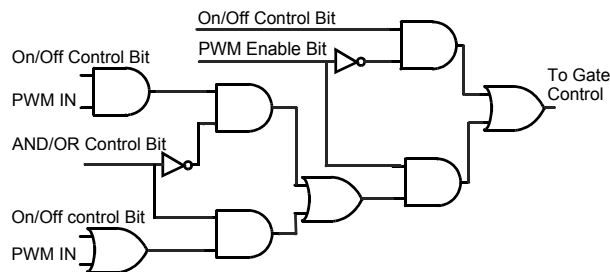 On/Off Control Bit
PWM Enable Bit
On/Off Control Bit
PWM IN
To Gate
Control
AND/OR Control Bit
On/Off control Bit
PWM IN